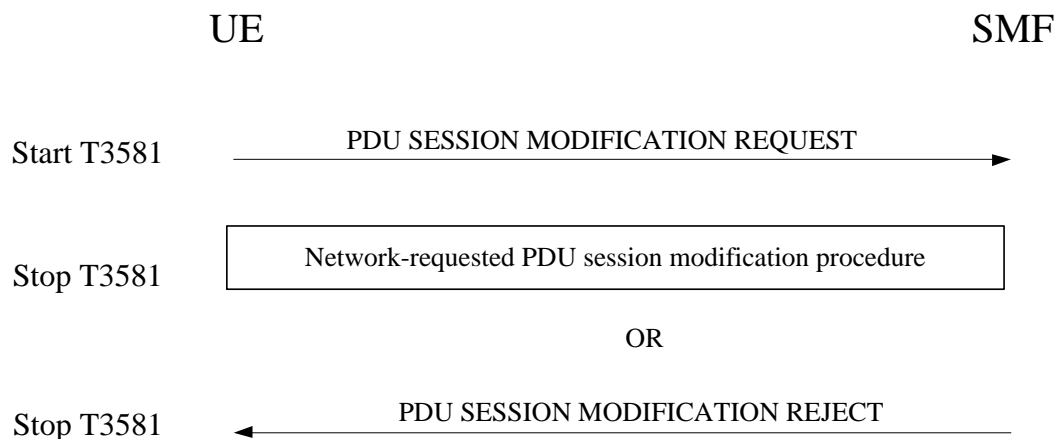 UE SMF
Start T3581 PDU SESSION MODIFICATION REQUEST
Stop T3581 Network-requested PDU session modification procedure
OR
Stop T3581 PDU SESSION MODIFICATION REJECT